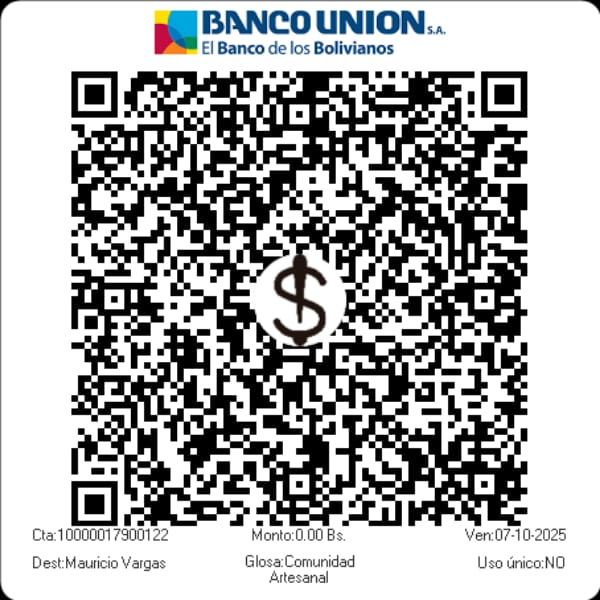 BANCO UNION S.A.
El Banco de los Bolivianos
$
Cta:10000017900122 Monto:0.00 Bs. Ven:07-10-2025
Dest:Mauricio Vargas Glosa:Comunidad Uso único:NO
Artesanal